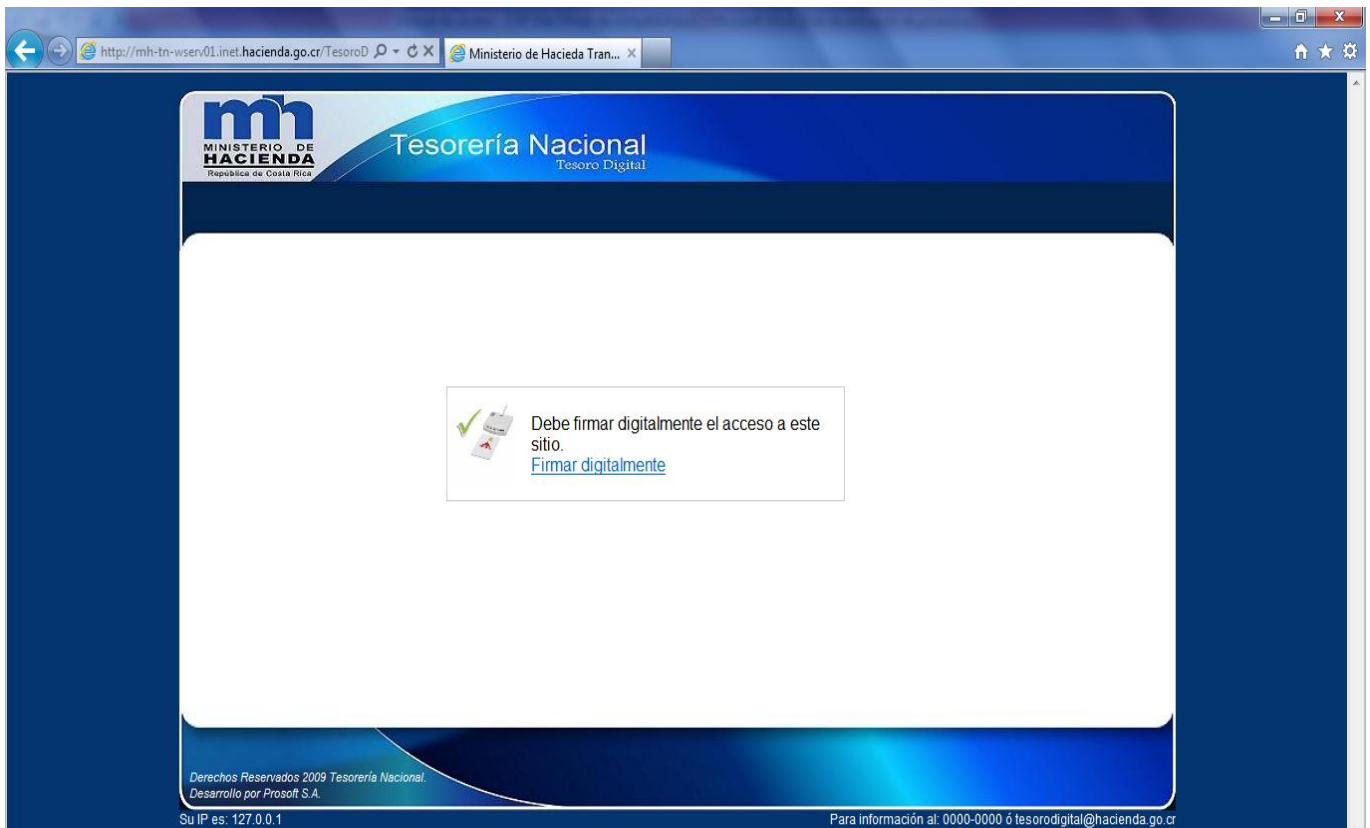 http://mh-tn-wserv01.inet.hacienda.go.cr/TesoroD
Ministerio de Hacieda Tran...
mh
MINISTERIO DE
HACIENDA
República de Costa Rica
Tesorería Nacional
Tesoro Digital
Debe firmar digitalmente el acceso a este
sitio.
Firmar digitalmente
Derechos Reservados 2009 Tesorería Nacional.
Desarrollo por Prosoft S.A.
Su IP es: 127.0.0.1
Para información al: 0000-0000 ó tesorodigital@hacienda.go.cr